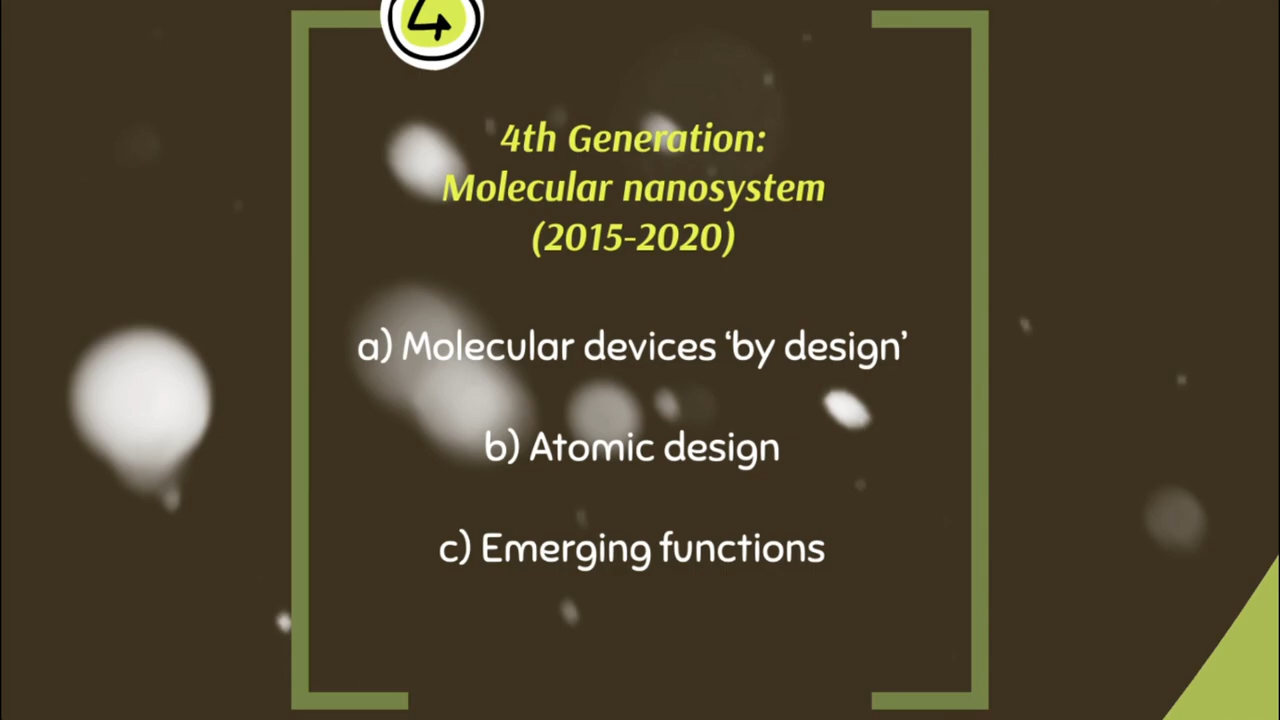 4
4th Generation:
Molecular nanosystem
(2015-2020)
a) Molecular devices ‘by design’
b) Atomic design
c) Emerging functions